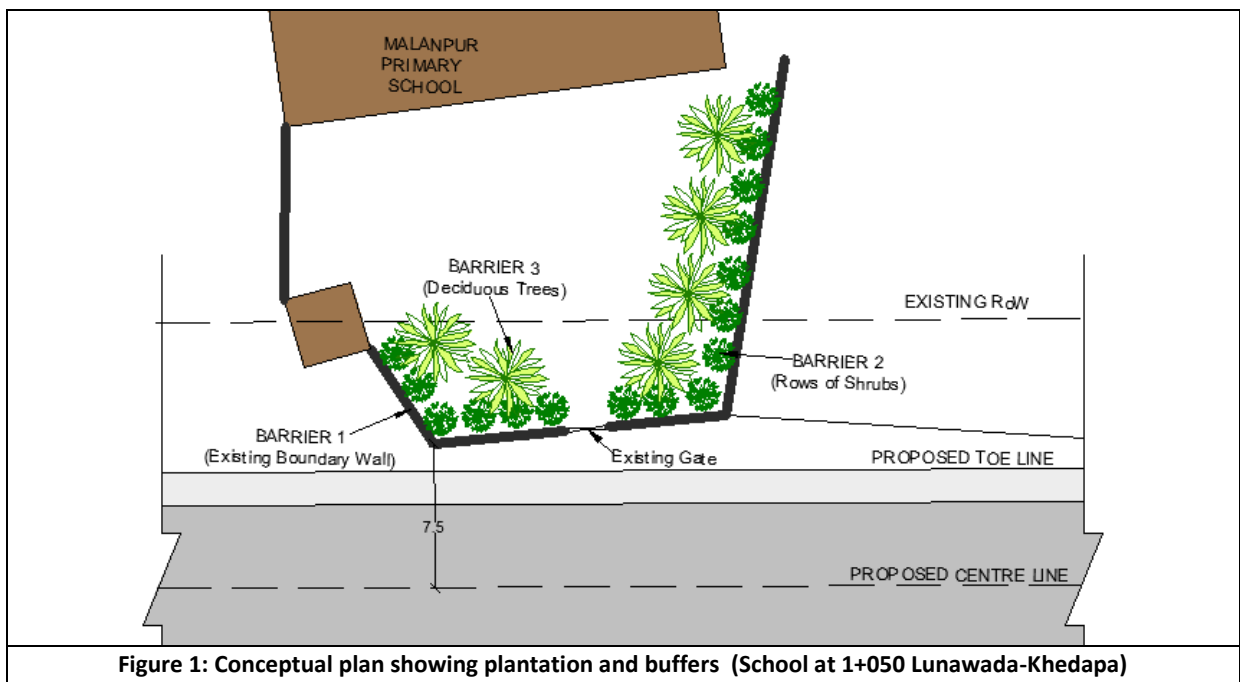 MALANPUR
PRIMARY
SCHOOL
BARRIER 3
(Deciduous Trees)
EXISTING RoW
BARRIER 2
(Rows of Shrubs)
BARRIER 1
(Existing Boundary Wall)
Existing Gate
PROPOSED TOE LINE
7.5
PROPOSED CENTRE LINE
Figure 1: Conceptual plan showing plantation and buffers (School at 1+050 Lunawada-Khedapa)